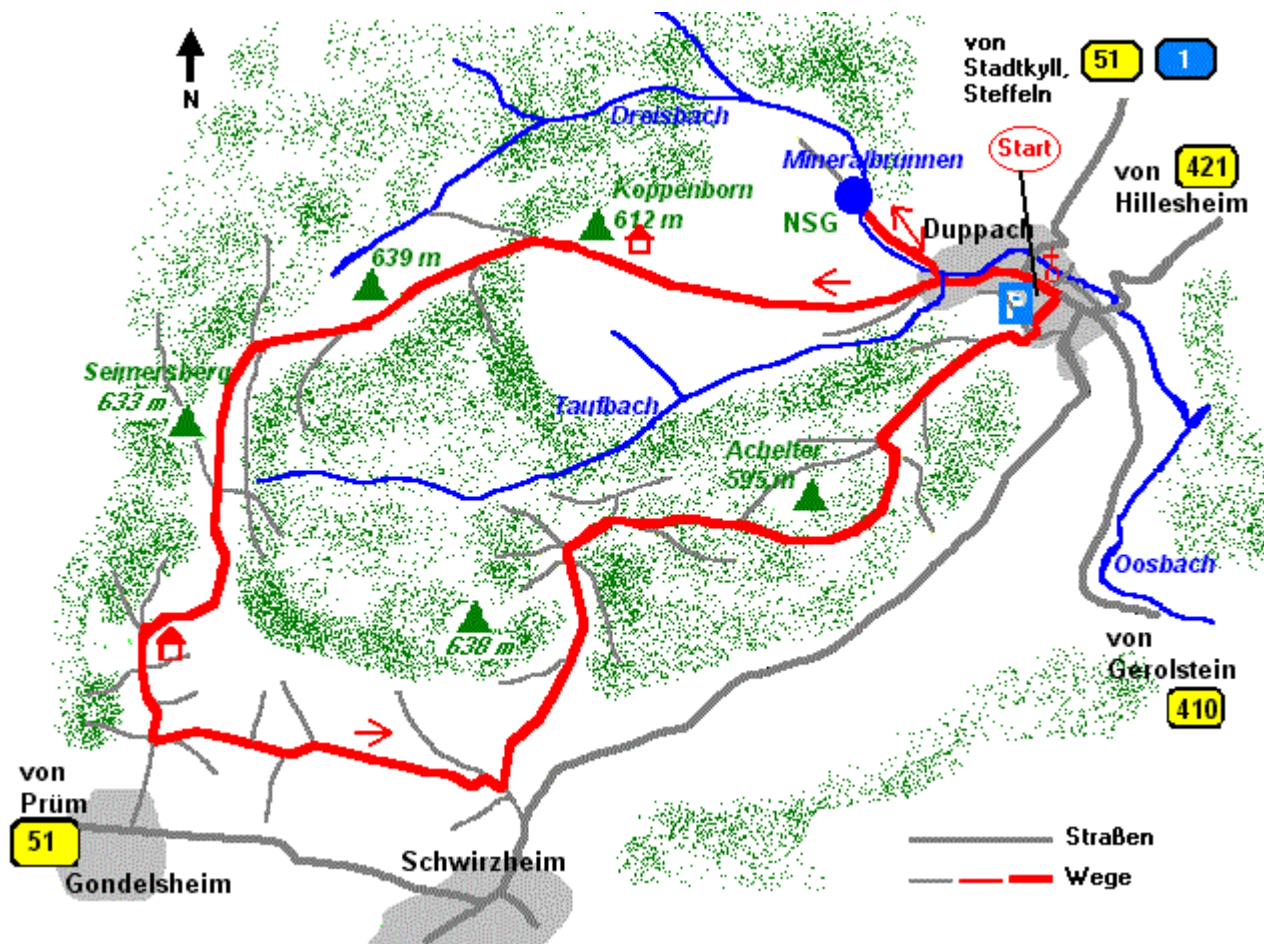 N
Dreisbach
Mineralbrunnen
von
Stadtkyll,
Steffeln
51
1
Start
von
421
Hillesheim
Koppenborn
612 m
NSG
Duppach
639 m
P
Seimersberg
633 m
Taufbach
Achelter
595 m
Oosbach
638 m
von
Gerolstein
410
von
Prüm
51
Gondelsheim
Schwirzheim
Straßen
Wege